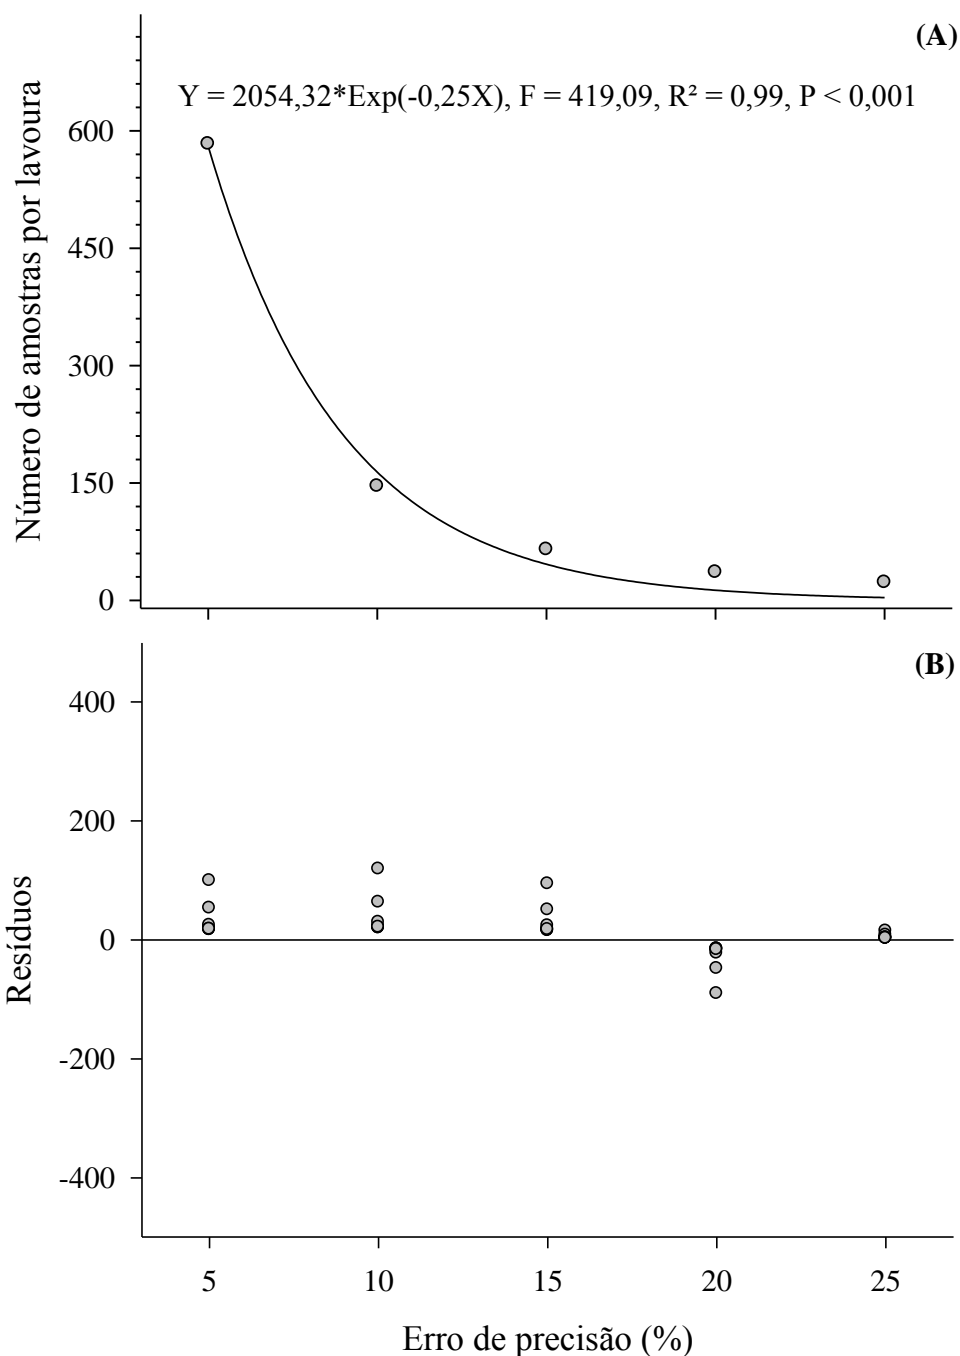 (A)
Y = 2054,32*Exp(-0,25X), F = 419,09, R² = 0,99, P < 0,001
Número de amostras por lavoura
600
450
300
150
0
(B)
Resíduos
400
200
0
-200
-400
5 10 15 20 25
Erro de precisão (%)